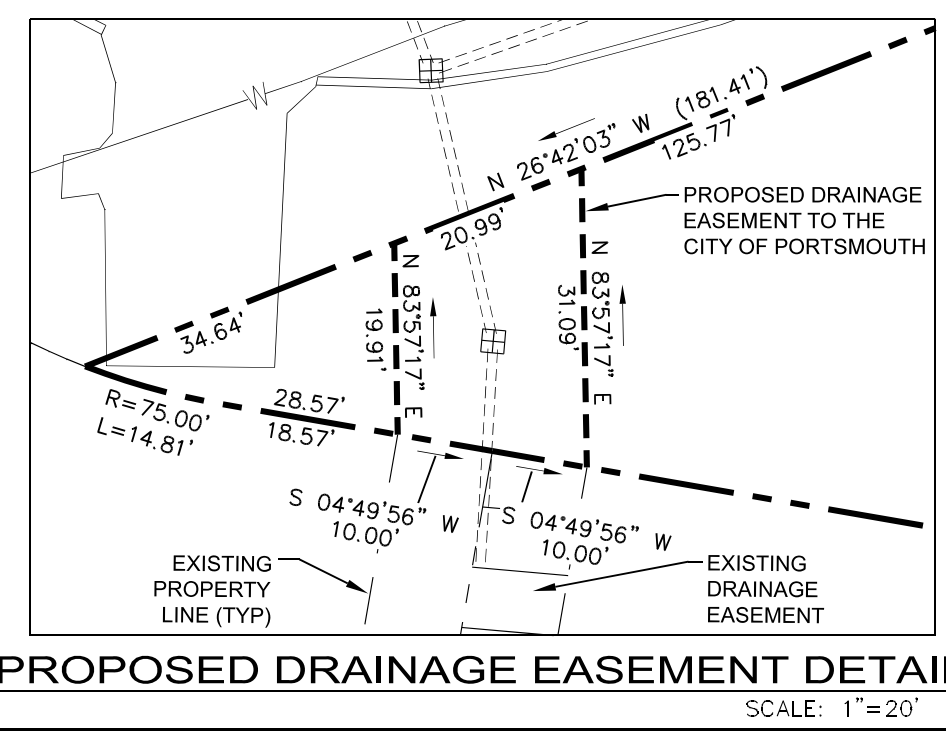 N 26°42'03" W (181.41')
125.77'
20.99'
34.64'
PROPOSED DRAINAGE
EASEMENT TO THE
CITY OF PORTSMOUTH
N 83°57'17" E
19.91'
N 83°57'17" E
31.09'
R=75.00'
L=14.81'
28.57'
18.57'
S 04°49'56" W
10.00'
S 04°49'56" W
10.00'
EXISTING
PROPERTY
LINE (TYP)
EXISTING
DRAINAGE
EASEMENT
PROPOSED DRAINAGE EASEMENT DETAI
SCALE: 1"=20'